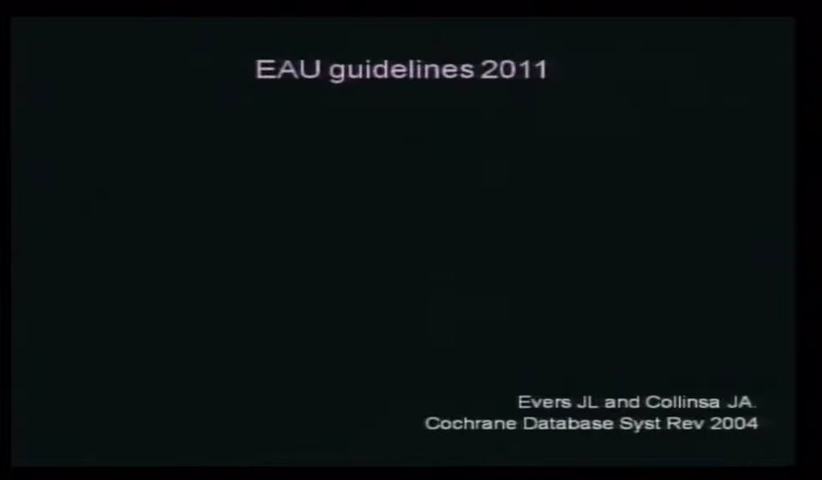 EAU guidelines 2011
Evers JL and Collinsa JA.
Cochrane Database Syst Rev 2004